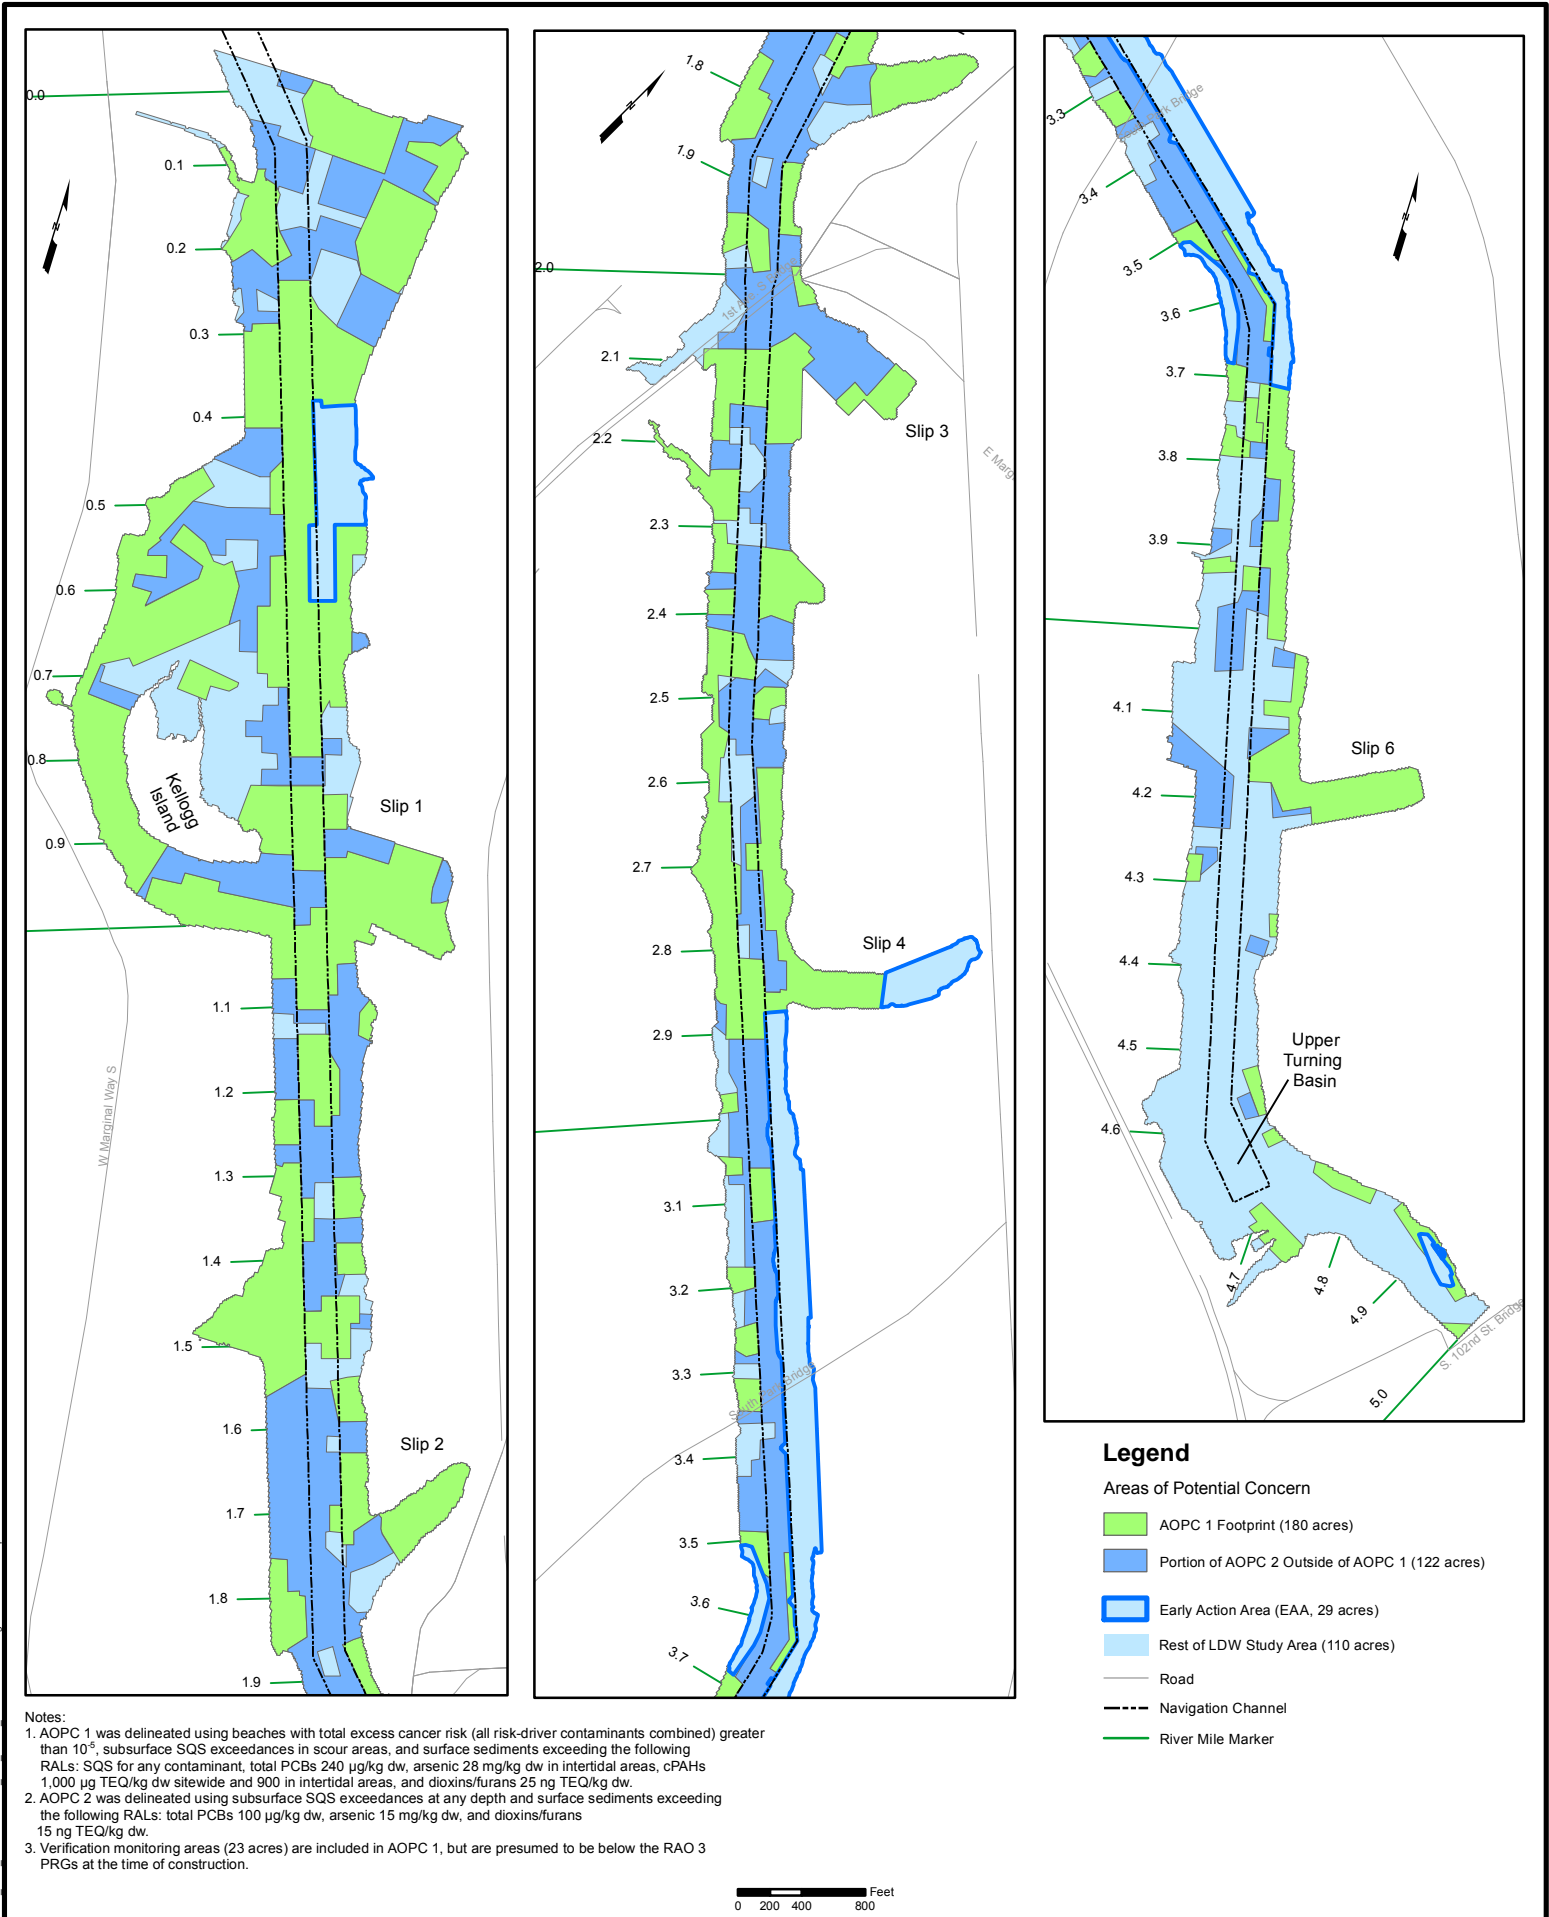 0.0
0.1
0.2
0.3
0.4
0.5
0.6
0.7
0.8
0.9
1.1
1.2
1.3
1.4
1.5
1.6
1.7
1.8
1.9
Kellogg
Island
Slip 1
Slip 2
W Marginal Way S
N
1.8
1.9
2.0
2.1
2.2
2.3
2.4
2.5
2.6
2.7
2.8
2.9
3.1
3.2
3.3
3.4
3.5
3.6
3.7
1st Ave. S Bridge
Slip 3
E Marg
Slip 4
South Park Bridge
N
3.3
3.4
3.5
3.6
3.7
3.8
3.9
4.1
4.2
4.3
4.4
4.5
4.6
4.7
4.8
4.9
5.0
Bridge
Slip 6
Upper
Turning
Basin
S. 102nd St. Bridge
N
Legend
Areas of Potential Concern
AOPC 1 Footprint (180 acres)
Portion of AOPC 2 Outside of AOPC 1 (122 acres)
Early Action Area (EAA, 29 acres)
Rest of LDW Study Area (110 acres)
Road
Navigation Channel
River Mile Marker
Notes:
1. AOPC 1 was delineated using beaches with total excess cancer risk (all risk-driver contaminants combined) greater
than 10⁻⁵, subsurface SQS exceedances in scour areas, and surface sediments exceeding the following
RALs: SQS for any contaminant, total PCBs 240 µg/kg dw, arsenic 28 mg/kg dw in intertidal areas, cPAHs
1,000 µg TEQ/kg dw sitewide and 900 in intertidal areas, and dioxins/furans 25 ng TEQ/kg dw.
2. AOPC 2 was delineated using subsurface SQS exceedances at any depth and surface sediments exceeding
the following RALs: total PCBs 100 µg/kg dw, arsenic 15 mg/kg dw, and dioxins/furans
15 ng TEQ/kg dw.
3. Verification monitoring areas (23 acres) are included in AOPC 1, but are presumed to be below the RAO 3
PRGs at the time of construction.
Feet
0 200 400 800